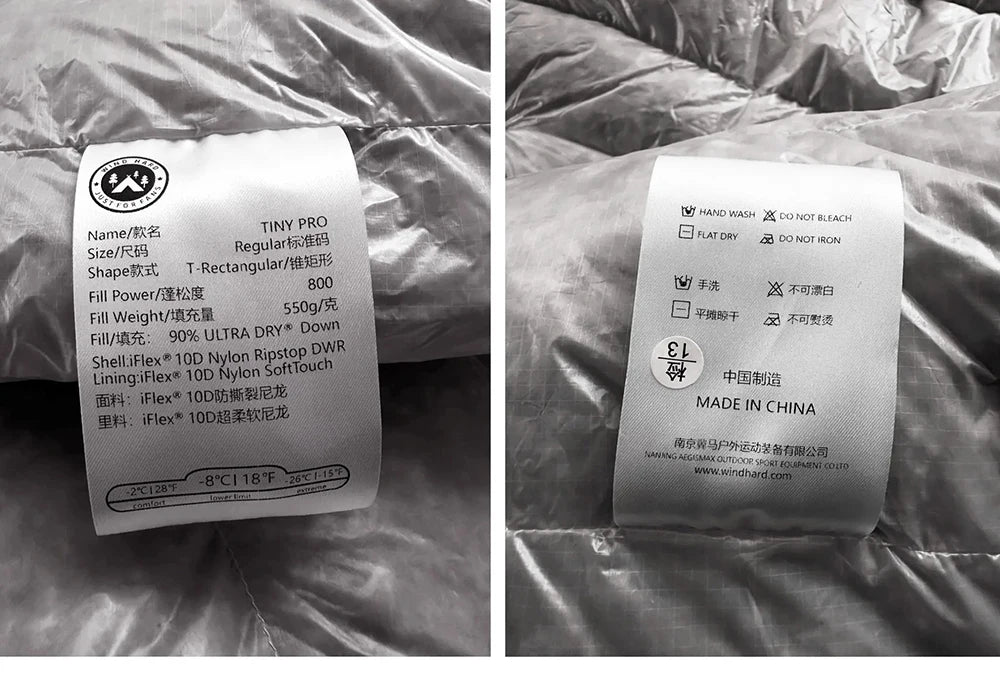 WIND HARD
JUST FOR FANS
Name/款名 TINY PRO
Size/尺码 Regular标准码
Shape款式 T-Rectangular/锥矩形
Fill Power/蓬松度 800
Fill Weight/填充量 550g/克
Fill/填充: 90% ULTRA DRY® Down
Shell:iFlex® 10D Nylon Ripstop DWR
Lining:iFlex® 10D Nylon SoftTouch
面料: iFlex® 10D防撕裂尼龙
里料: iFlex® 10D超柔软尼龙
-2°C|28°F -8°C|18°F -26°C|-15°F
comfort lower limit extreme
HAND WASH DO NOT BLEACH
FLAT DRY DO NOT IRON
手洗 不可漂白
平摊晾干 不可熨烫
检
13
中国制造
MADE IN CHINA
南京冀马户外运动装备有限公司
NANJING AEGISMAX OUTDOOR SPORT EQUIPMENT CO LTD
www.windhard.com